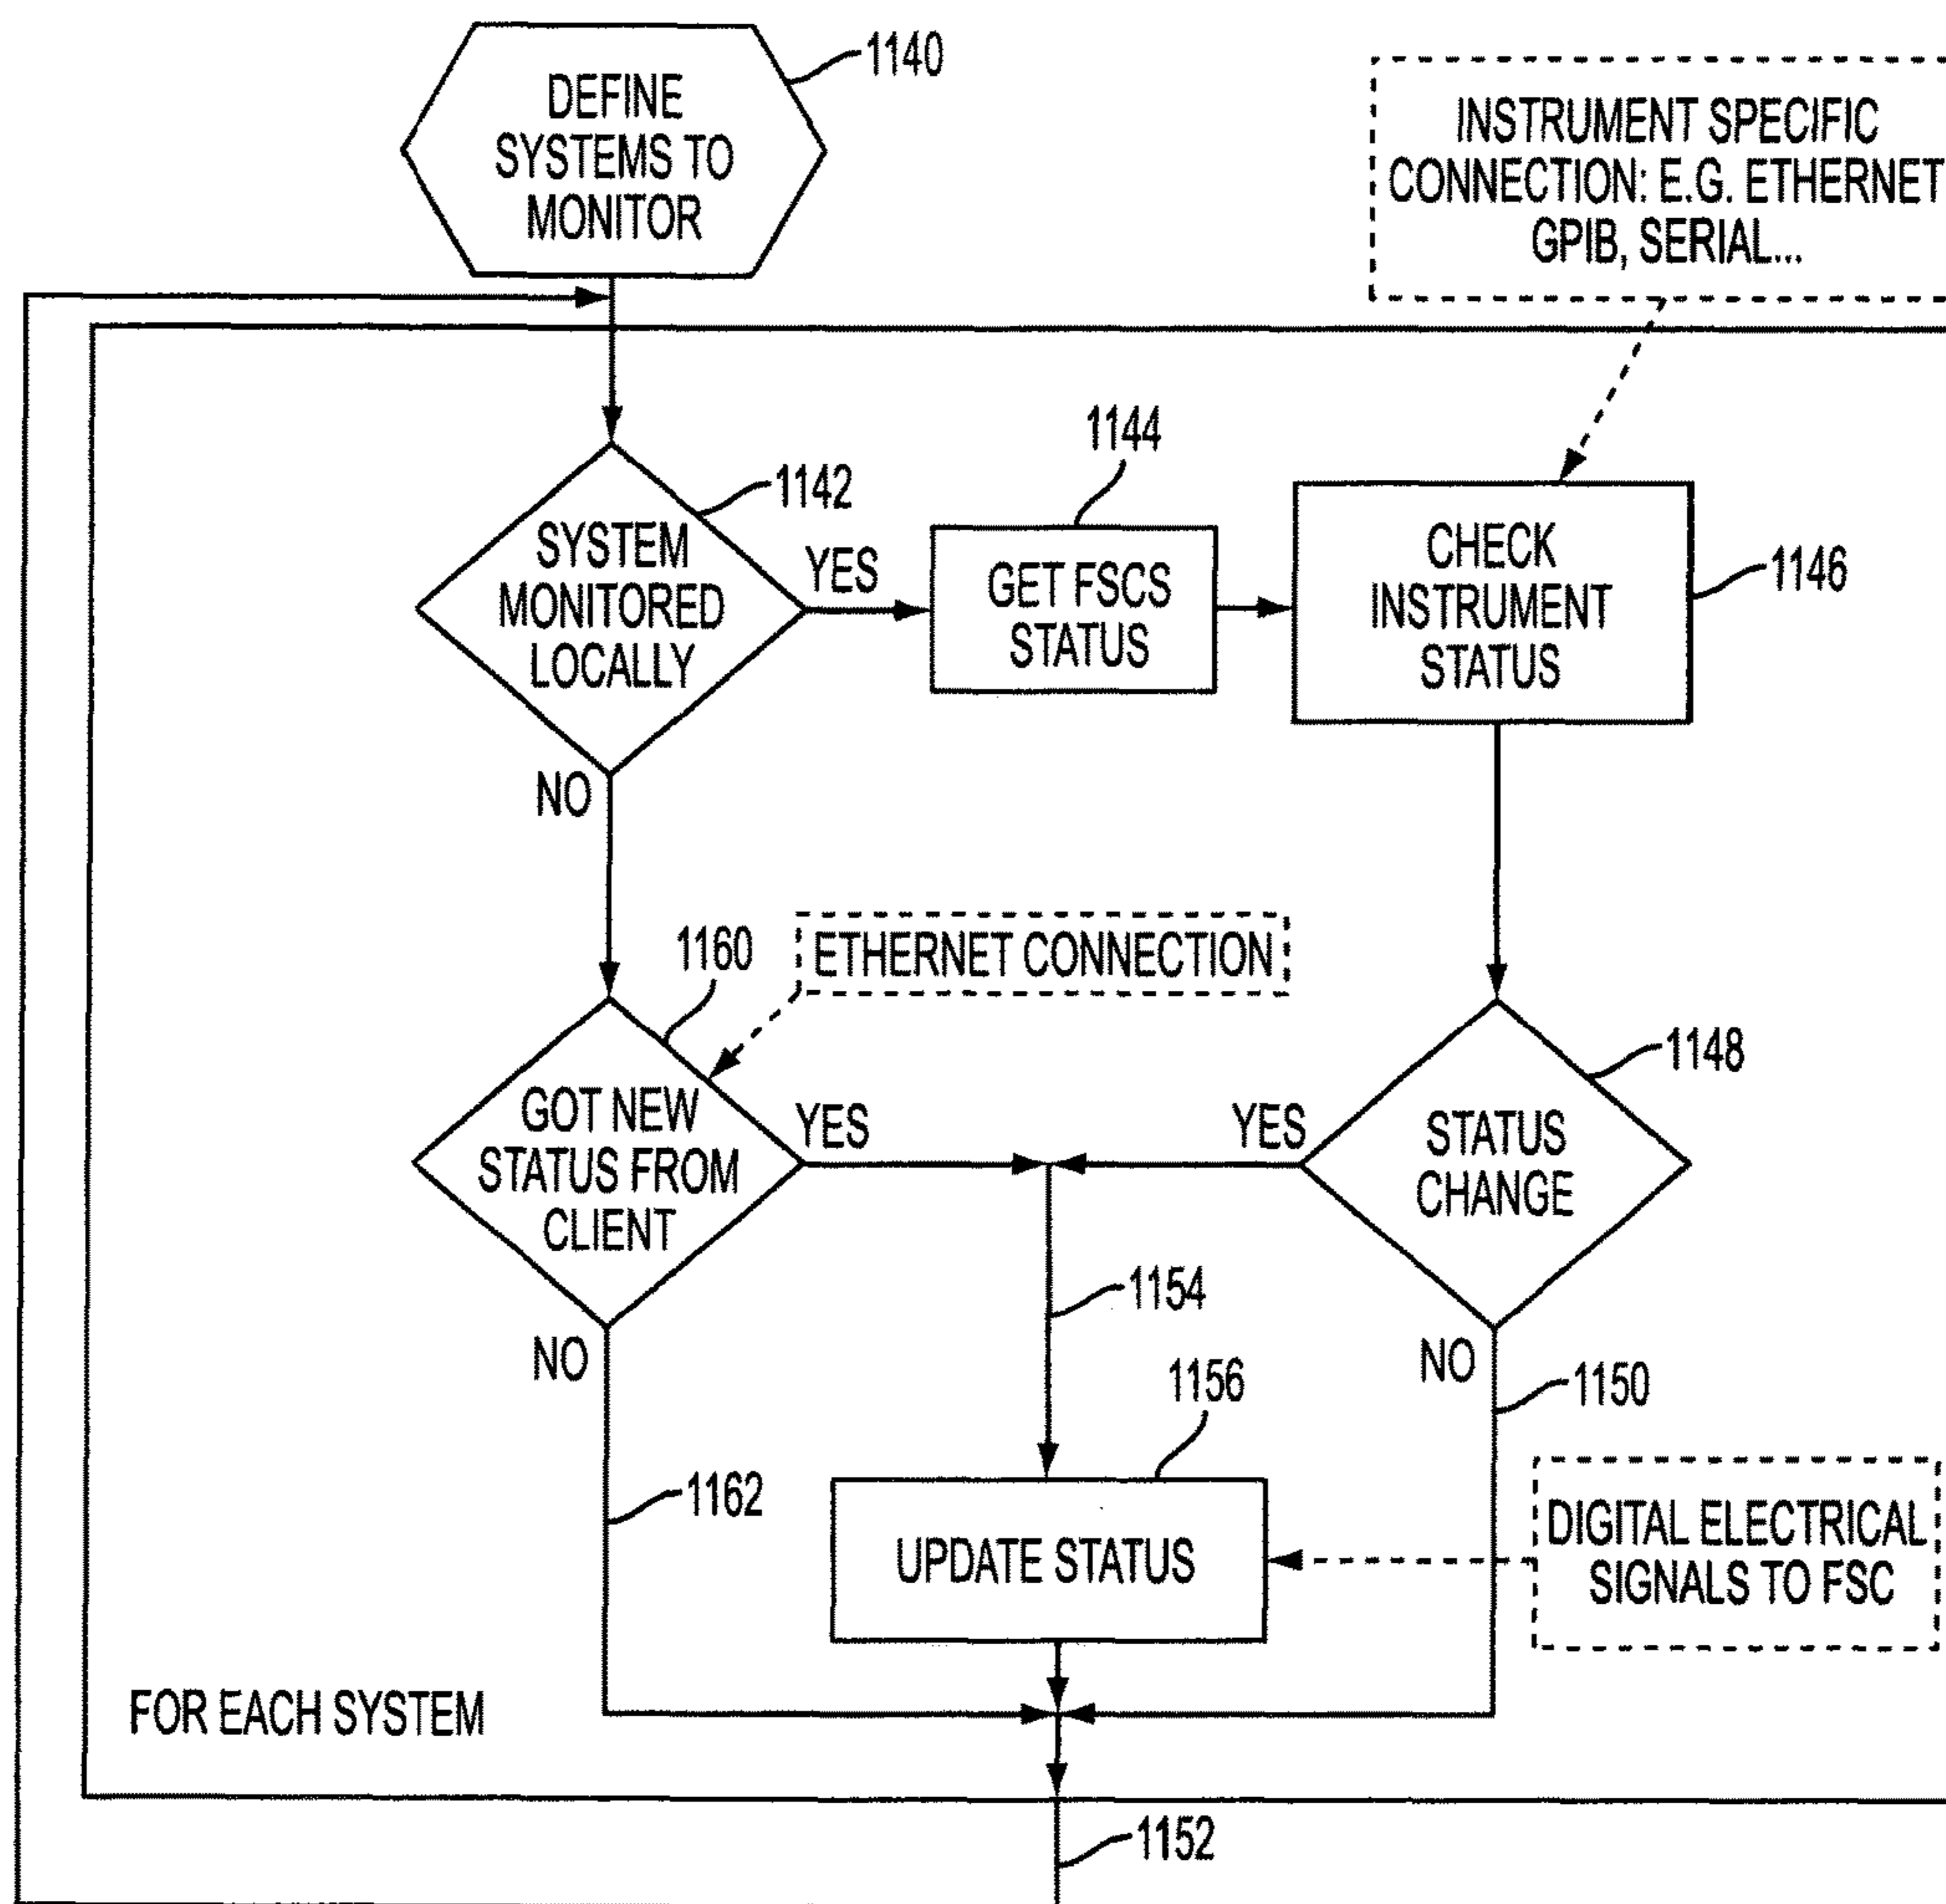 DEFINE
SYSTEMS TO
MONITOR
1140
INSTRUMENT SPECIFIC
CONNECTION: E.G. ETHERNET
GPIB, SERIAL...
SYSTEM
MONITORED
LOCALLY
1142
YES
NO
1144
GET FSCS
STATUS
CHECK
INSTRUMENT
STATUS
1146
1160
ETHERNET CONNECTION
GOT NEW
STATUS FROM
CLIENT
YES
NO
YES
STATUS
CHANGE
1148
NO
1154
1150
1156
1162
UPDATE STATUS
DIGITAL ELECTRICAL
SIGNALS TO FSC
FOR EACH SYSTEM
1152